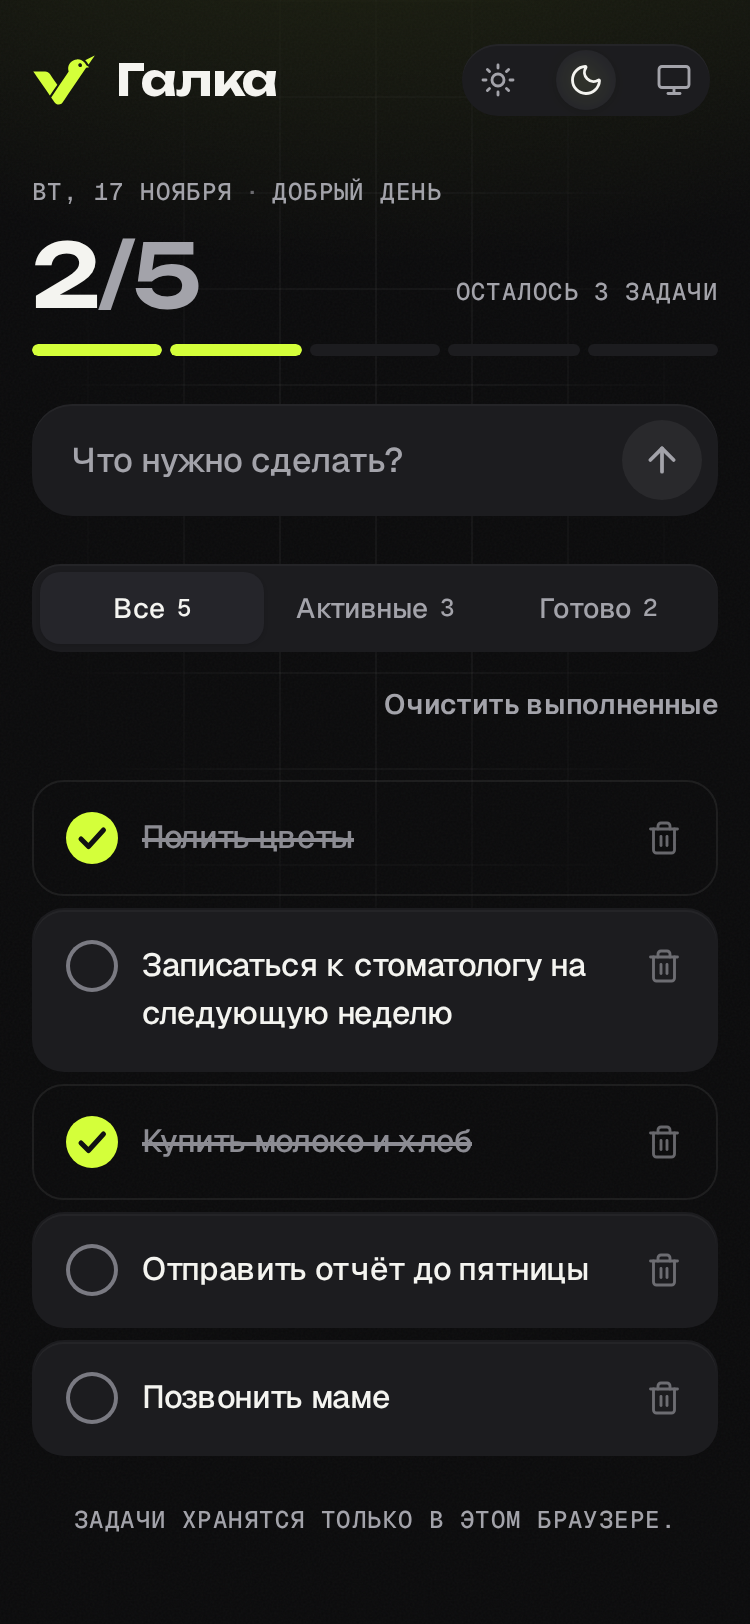 Галка
ВТ, 17 НОЯБРЯ · ДОБРЫЙ ДЕНЬ
2/5
ОСТАЛОСЬ 3 ЗАДАЧИ
Что нужно сделать?
Все 5 Активные 3 Готово 2
Очистить выполненные
Полить цветы
Записаться к стоматологу на
следующую неделю
Купить молоко и хлеб
Отправить отчёт до пятницы
Позвонить маме
ЗАДАЧИ ХРАНЯТСЯ ТОЛЬКО В ЭТОМ БРАУЗЕРЕ.